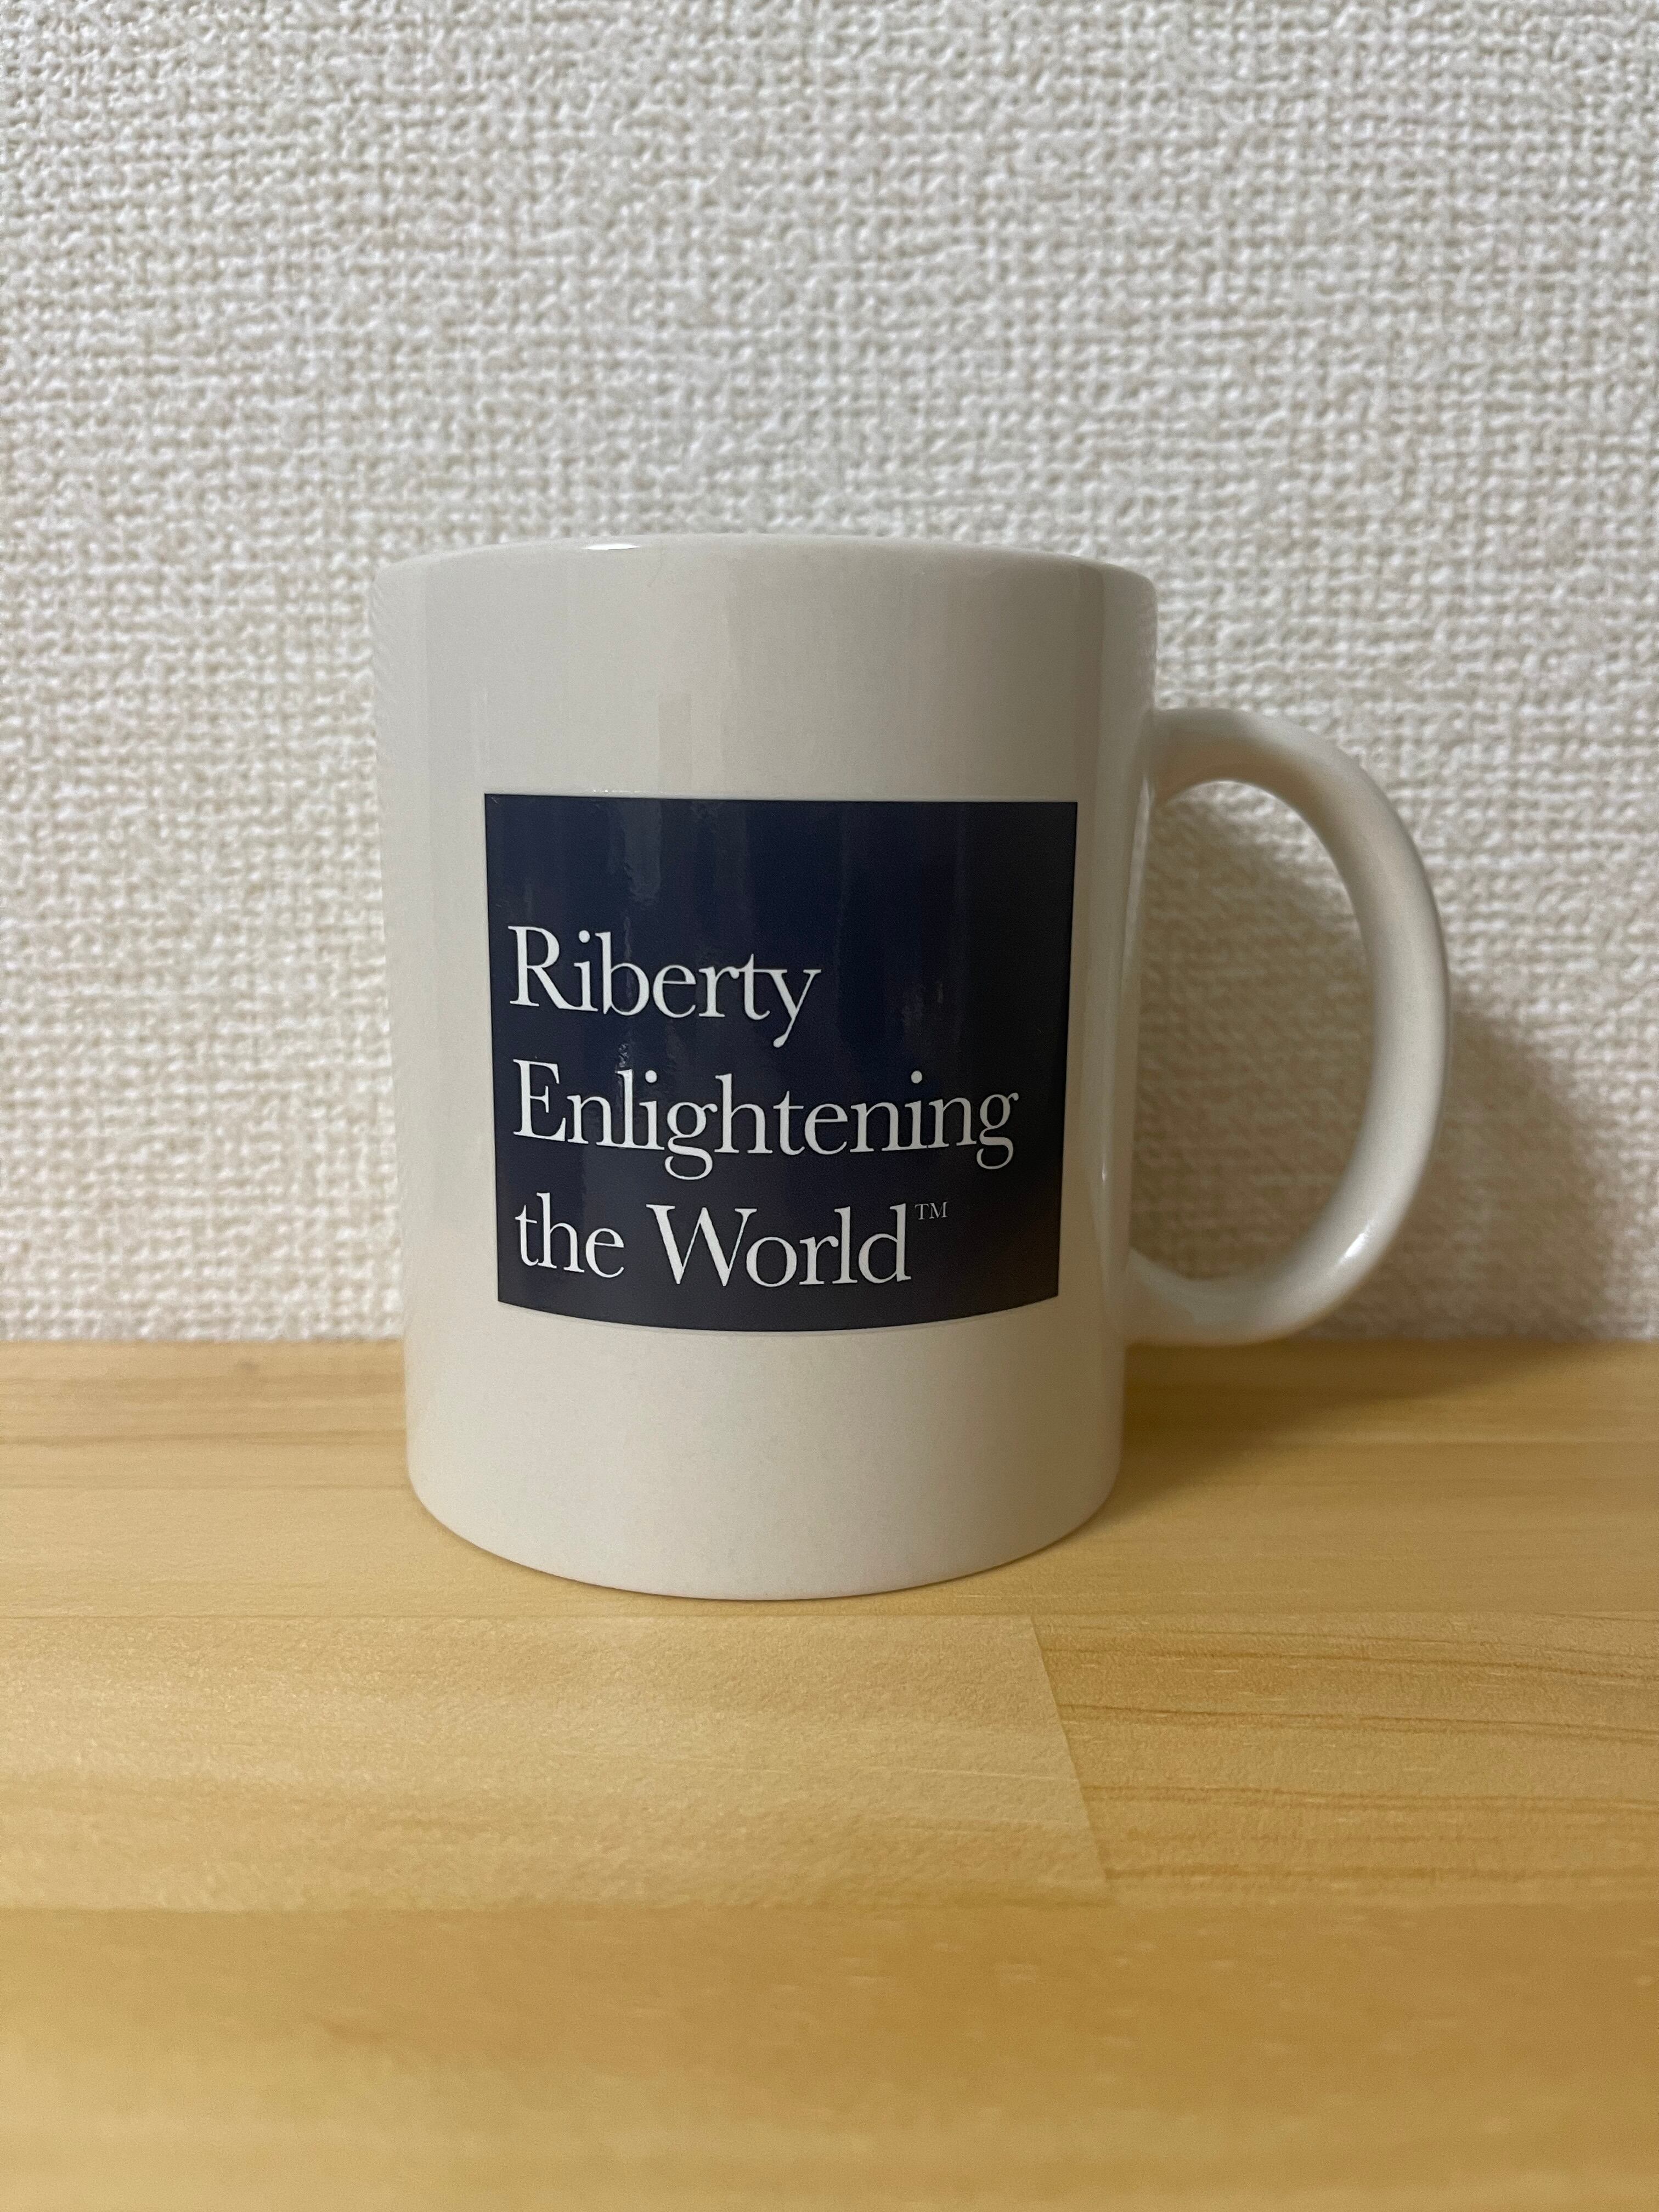 Riberty
Enlightening
the World™